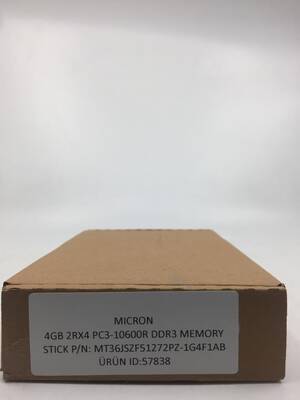 MICRON
4GB 2RX4 PC3-10600R DDR3 MEMORY
STICK P/N: MT36JSZF51272PZ-1G4F1AB
ÜRÜN ID:57838